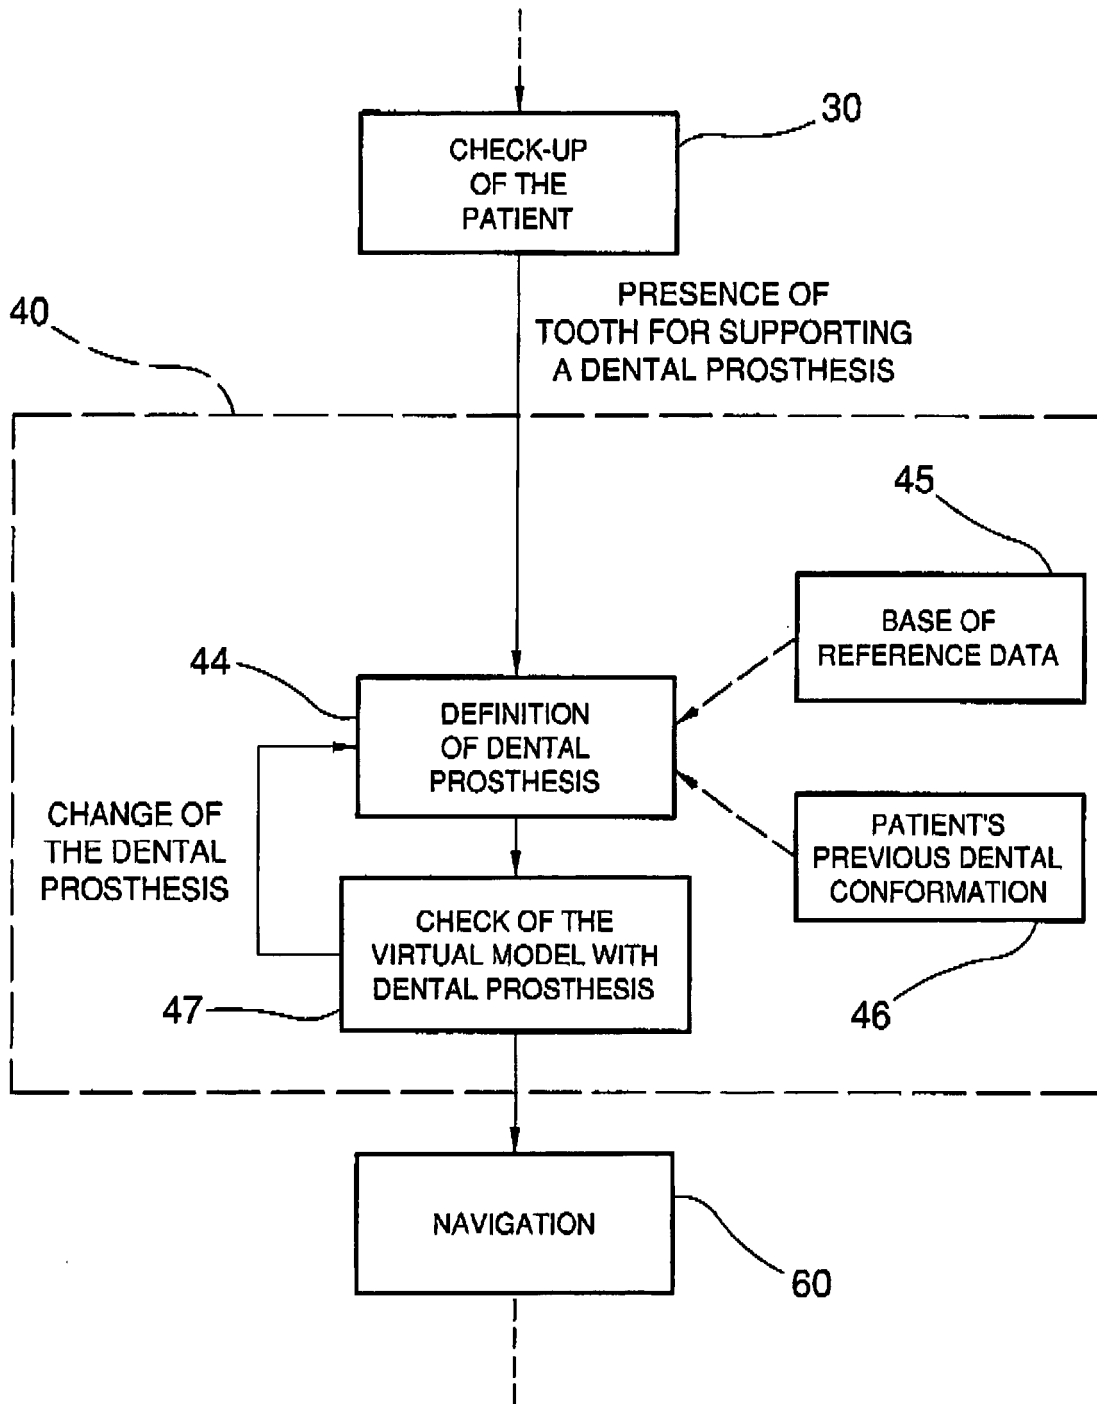 30
CHECK-UP
OF THE
PATIENT
PRESENCE OF
TOOTH FOR SUPPORTING
A DENTAL PROSTHESIS
40
45
BASE OF
REFERENCE DATA
44
DEFINITION
OF DENTAL
PROSTHESIS
CHANGE OF
THE DENTAL
PROSTHESIS
PATIENT'S
PREVIOUS DENTAL
CONFORMATION
46
CHECK OF THE
VIRTUAL MODEL WITH
DENTAL PROSTHESIS
47
NAVIGATION
60